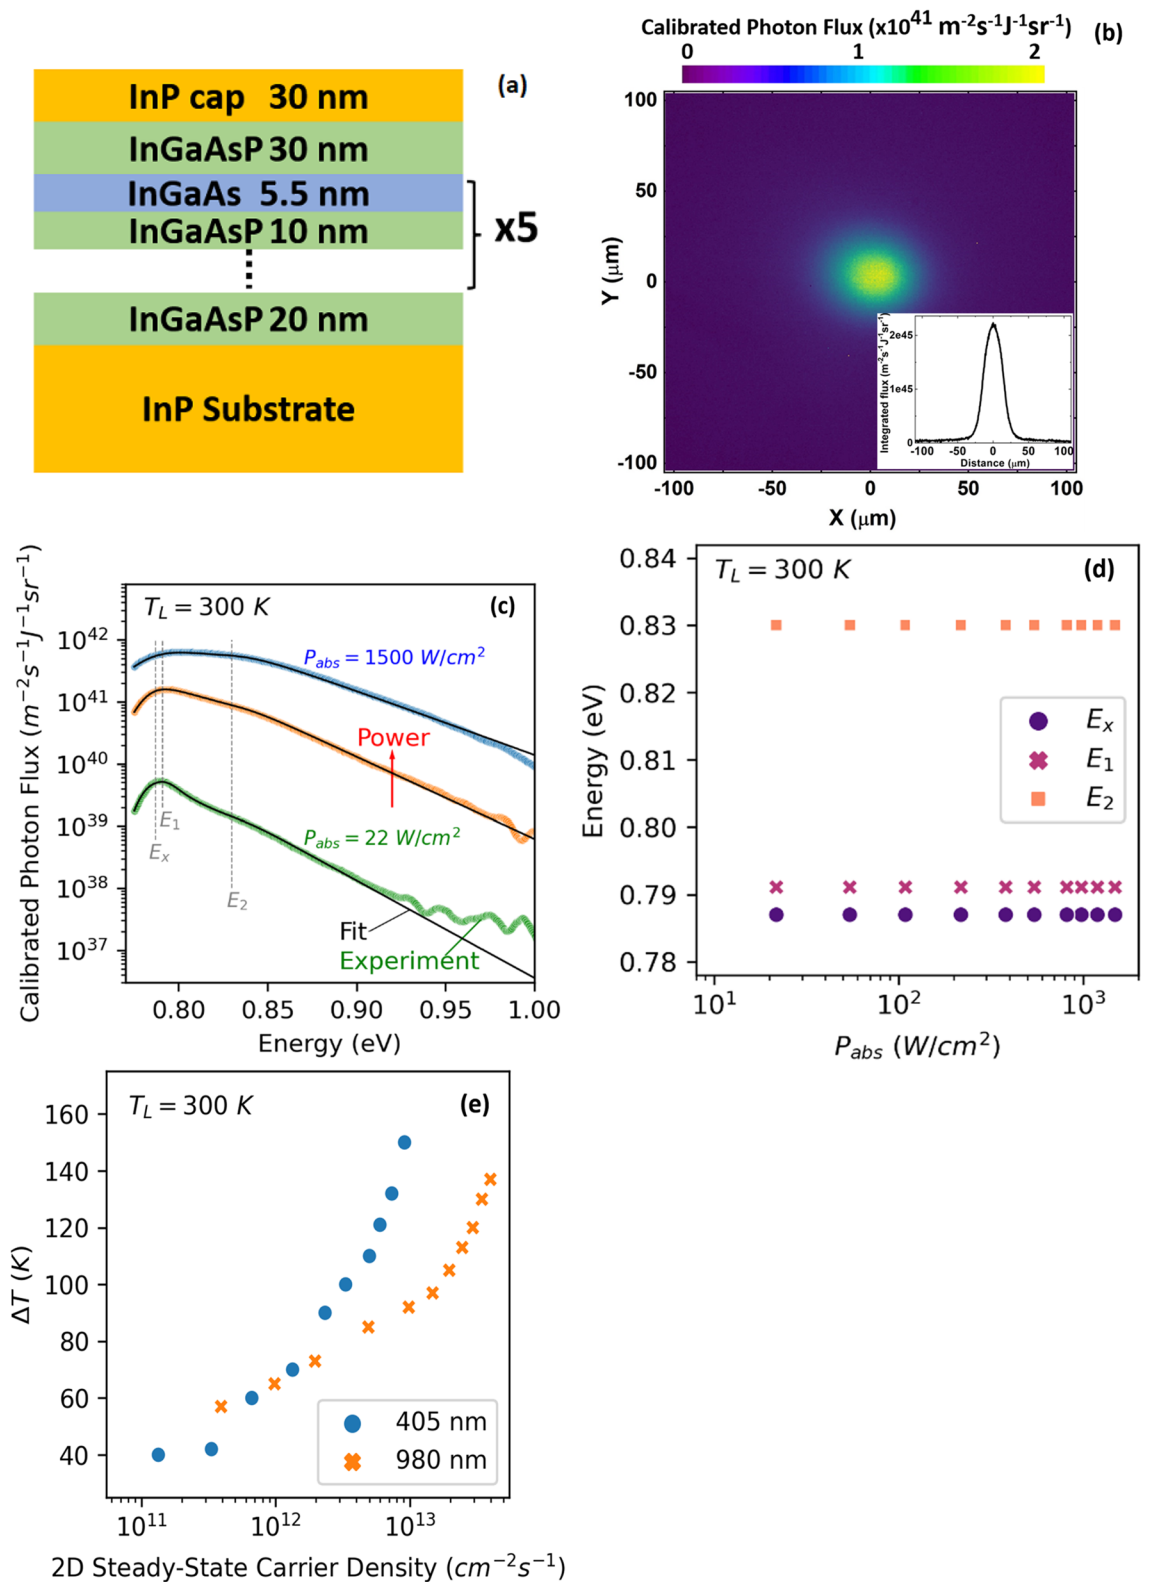 (a)
InP cap 30 nm
InGaAsP 30 nm
InGaAs 5.5 nm
InGaAsP 10 nm
x5
InGaAsP 20 nm
InP Substrate
Calibrated Photon Flux (x10⁴¹ m⁻²s⁻¹J⁻¹sr⁻¹)
(b)
0 1 2
100
50
0
-50
-100
Y (μm)
-100 -50 0 50 100
X (μm)
Integrated flux (m⁻²s⁻¹J⁻¹sr⁻¹)
2e45
1e45
0
-100 -50 0 50 100
Distance (μm)
Calibrated Photon Flux (m⁻²s⁻¹J⁻¹sr⁻¹)
T_L = 300 K
(c)
10⁴²
10⁴¹
10⁴⁰
10³⁹
10³⁸
10³⁷
P_abs = 1500 W/cm²
Power
P_abs = 22 W/cm²
E₁
Eₓ
E₂
Fit
Experiment
0.80 0.85 0.90 0.95 1.00
Energy (eV)
T_L = 300 K
(d)
0.84
0.83
0.82
0.81
0.80
0.79
0.78
Energy (eV)
Eₓ
E₁
E₂
10¹ 10² 10³
P_abs (W/cm²)
T_L = 300 K
(e)
160
140
120
100
80
60
40
ΔT (K)
405 nm
980 nm
10¹¹ 10¹² 10¹³
2D Steady-State Carrier Density (cm⁻²s⁻¹)